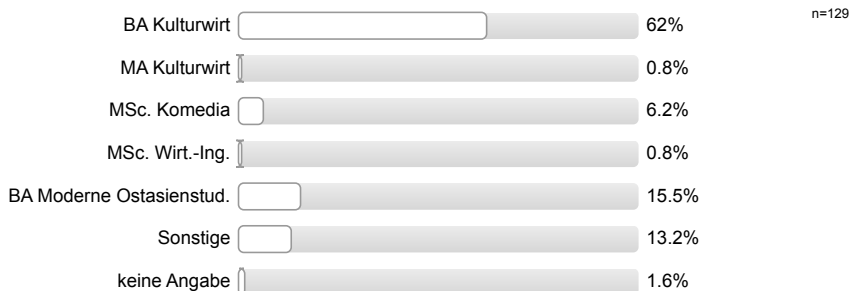 BA Kulturwirt 62% n=129
MA Kulturwirt 0.8%
MSc. Komedia 6.2%
MSc. Wirt.-Ing. 0.8%
BA Moderne Ostasienstud. 15.5%
Sonstige 13.2%
keine Angabe 1.6%